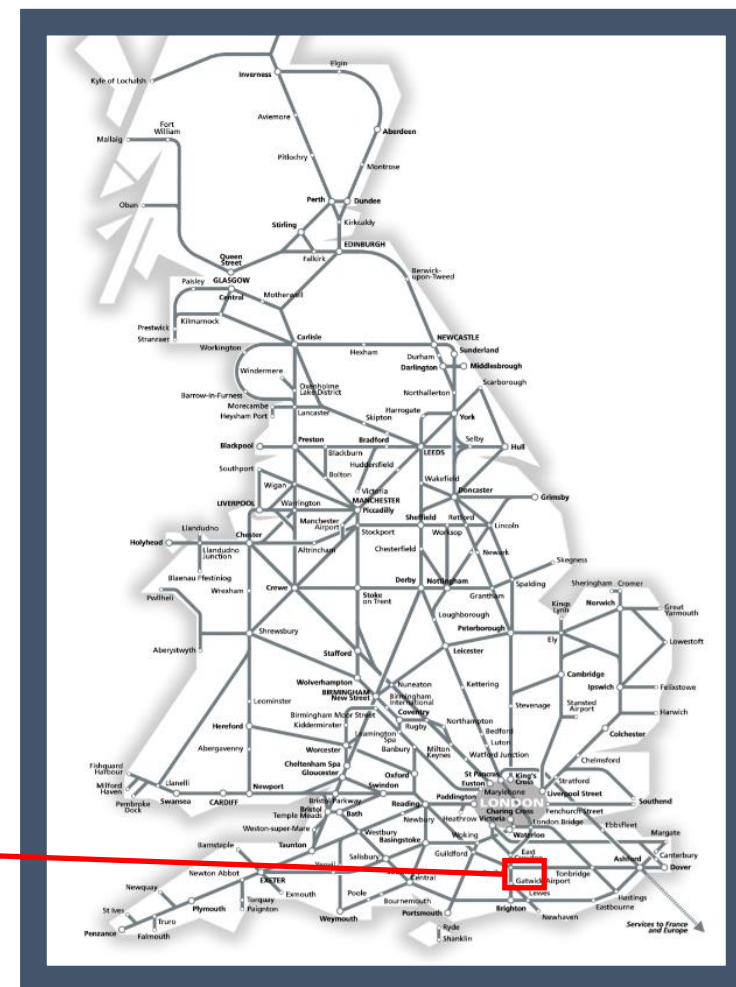 Elgin
Inverness
Kyle of Lochalsh
Aviemore
Fort
William
Aberdeen
Mallaig
Pitlochry
Montrose
Perth
Dundee
Oban
Kirkcaldy
Stirling
EDINBURGH
Falkirk
Queen
Street
Berwick-
upon-Tweed
Paisley
GLASGOW
Central
Motherwell
Kilmarnock
Prestwick
Stranraer
Carlisle
NEWCASTLE
Workington
Hexham
Sunderland
Durham
Darlington
Middlesbrough
Windermere
Scarborough
Oxenholme
Lake District
Barrow-in-Furness
Northallerton
Morecambe
Heysham Port
Lancaster
Harrogate
Skipton
York
Blackpool
Preston
Bradford
Selby
Hull
Blackburn
LEEDS
Southport
Huddersfield
Bolton
Wakefield
Wigan
Victoria
Doncaster
LIVERPOOL
Warrington
MANCHESTER
Piccadilly
Grimsby
Manchester
Airport
Sheffield
Retford
Lincoln
Llandudno
Stockport
Worksop
Holyhead
Chester
Llandudno
Junction
Altrincham
Chesterfield
Newark
Skegness
Blaenau Ffestiniog
Wrexham
Crewe
Stoke
on Trent
Derby
Nottingham
Grantham
Spalding
Sheringham
Cromer
Pwllheli
Kings
Lynn
Norwich
Great
Yarmouth
Loughborough
Shrewsbury
Peterborough
Ely
Lowestoft
Aberystwyth
Stafford
Leicester
Wolverhampton
Cambridge
BIRMINGHAM
New Street
Nuneaton
Kettering
Ipswich
Felixstowe
Birmingham
International
Leominster
Stevenage
Stansted
Airport
Birmingham Moor Street
Coventry
Harwich
Hereford
Kidderminster
Rugby
Northampton
Leamington
Spa
Bedford
Colchester
Abergavenny
Worcester
Banbury
Milton
Keynes
Luton
Watford Junction
Chelmsford
Cheltenham Spa
Gloucester
Fishguard
Harbour
Oxford
St Pancras
King's
Cross
Euston
Stratford
Llanelli
Milford
Haven
Newport
Swindon
Marylebone
Liverpool Street
Pembroke
Dock
Swansea
CARDIFF
Bristol Parkway
Reading
Paddington
LONDON
Southend
Bristol
Temple Meads
Bath
Newbury
Charing Cross
Fenchurch Street
Heathrow
Victoria
London Bridge
Ebbsfleet
Weston-super-Mare
Westbury
Basingstoke
Woking
Waterloo
Margate
Barnstaple
Taunton
Salisbury
Guildford
East
Canterbury
Ashford
Newton Abbot
Central
Tonbridge
Dover
Gatwick Airport
EXETER
Newquay
Exmouth
Poole
Lewes
Hastings
Torquay
Paignton
Bournemouth
Eastbourne
St Ives
Plymouth
Portsmouth
Brighton
Newhaven
Truro
Weymouth
Penzance
Falmouth
Ryde
Shanklin
Services to France
and Europe